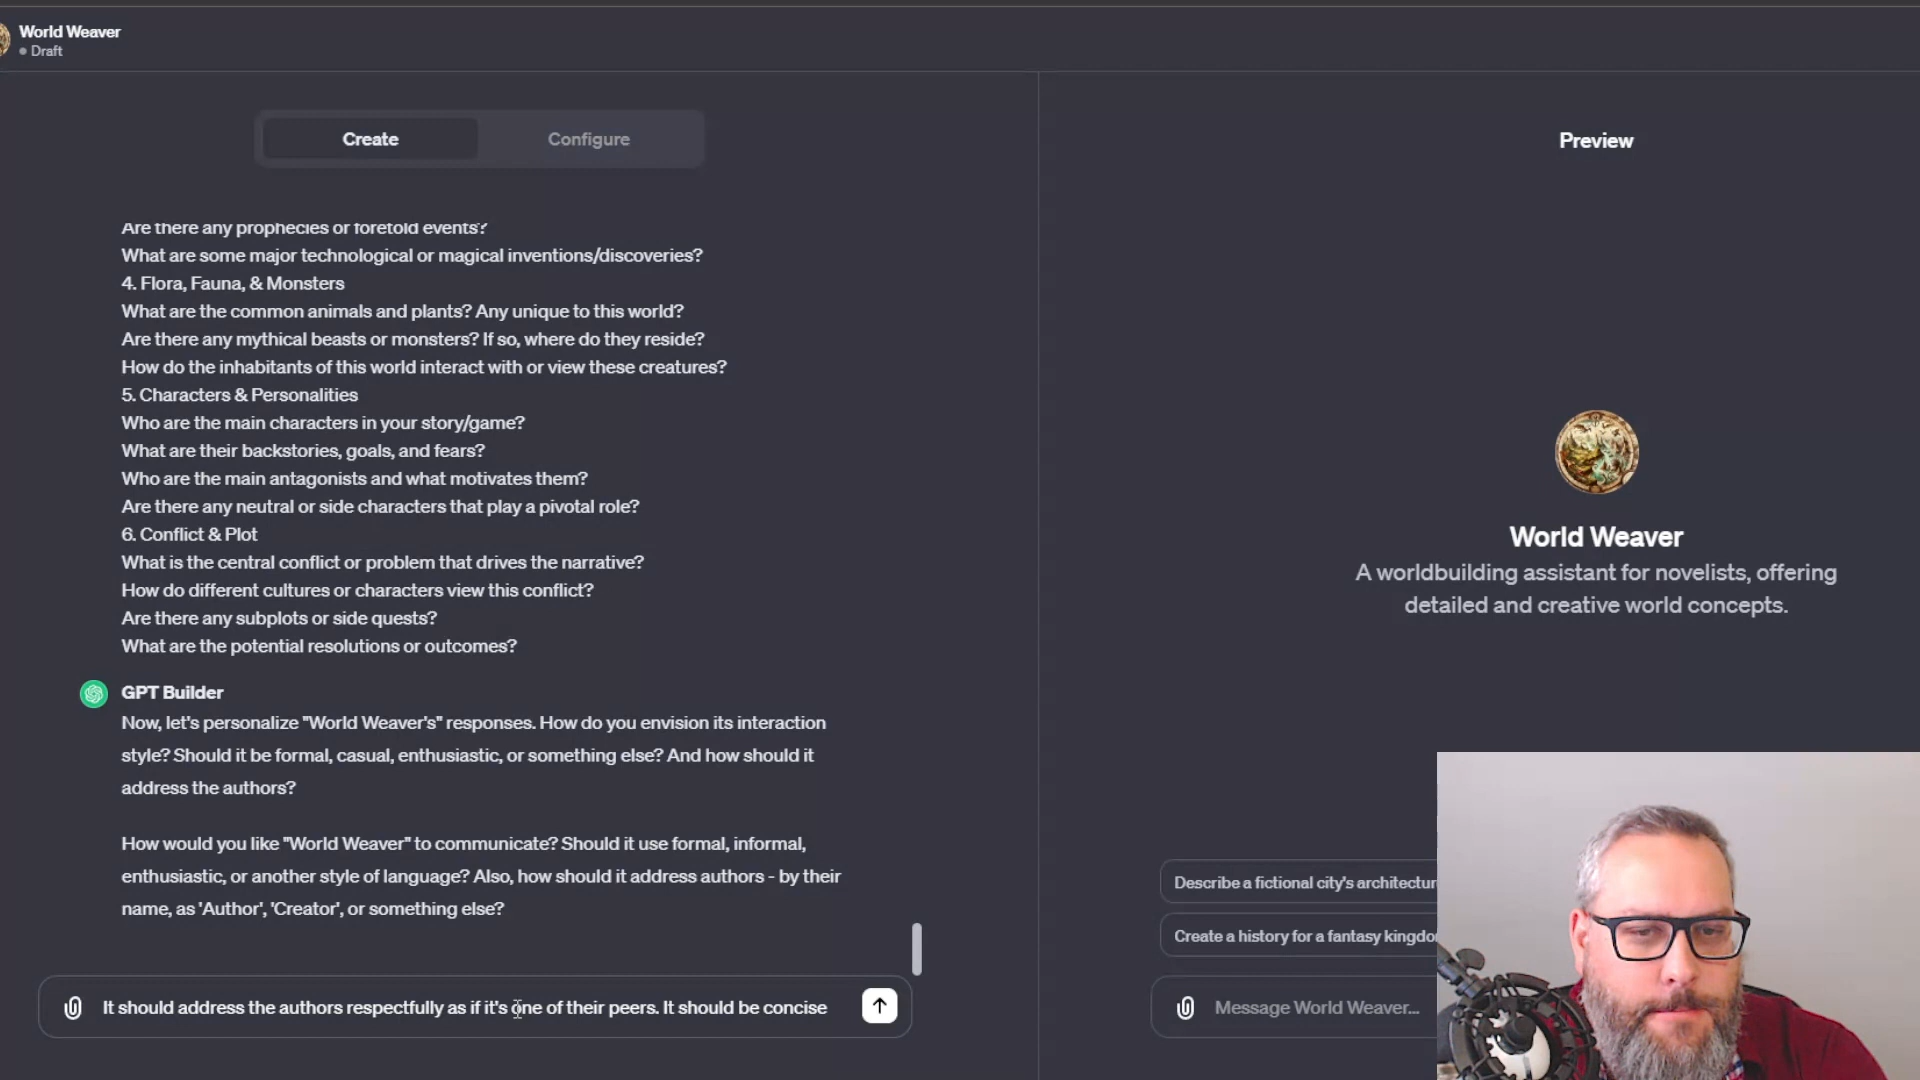 World Weaver
Draft
Create
Configure
Preview
Are there any prophecies or foretold events?
What are some major technological or magical inventions/discoveries?
4. Flora, Fauna, & Monsters
What are the common animals and plants? Any unique to this world?
Are there any mythical beasts or monsters? If so, where do they reside?
How do the inhabitants of this world interact with or view these creatures?
5. Characters & Personalities
Who are the main characters in your story/game?
What are their backstories, goals, and fears?
Who are the main antagonists and what motivates them?
Are there any neutral or side characters that play a pivotal role?
6. Conflict & Plot
What is the central conflict or problem that drives the narrative?
How do different cultures or characters view this conflict?
Are there any subplots or side quests?
What are the potential resolutions or outcomes?
GPT Builder
Now, let's personalize "World Weaver's" responses. How do you envision its interaction
style? Should it be formal, casual, enthusiastic, or something else? And how should it
address the authors?
How would you like "World Weaver" to communicate? Should it use formal, informal,
enthusiastic, or another style of language? Also, how should it address authors - by their
name, as 'Author', 'Creator', or something else?
It should address the authors respectfully as if it's one of their peers. It should be concise
World Weaver
A worldbuilding assistant for novelists, offering
detailed and creative world concepts.
Describe a fictional city's architectur
Create a history for a fantasy kingdo
Message World Weaver...